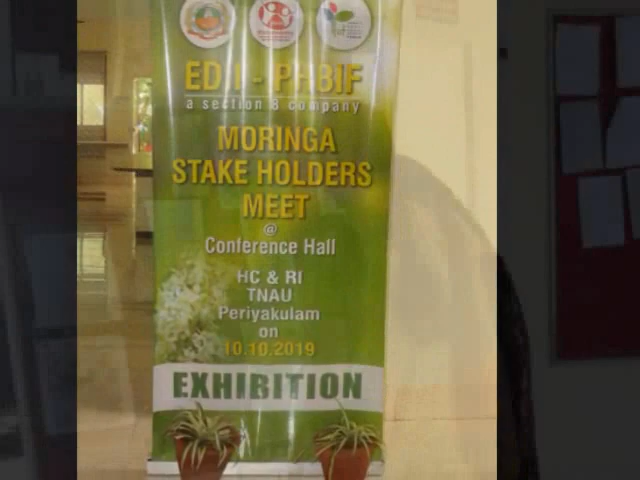 EDII - PHBIF
a section 8 company
MORINGA
STAKE HOLDERS
MEET
@
Conference Hall
HC & RI
TNAU
Periyakulam
on
10.10.2019
EXHIBITION